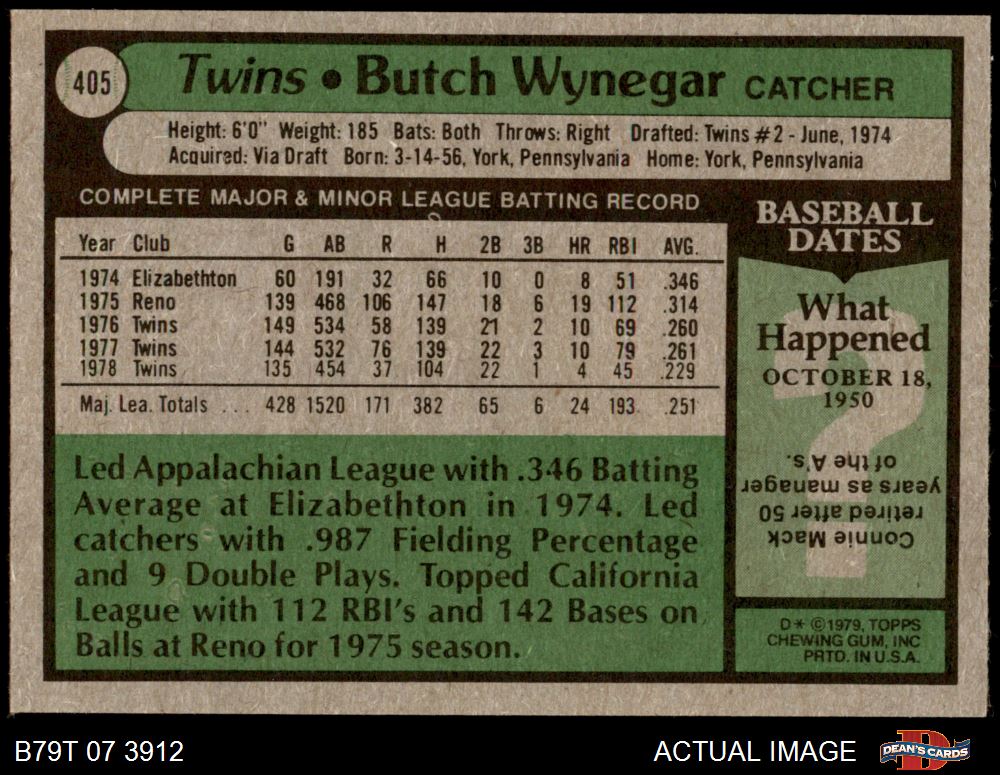 405
Twins • Butch Wynegar CATCHER
Height: 6'0" Weight: 185 Bats: Both Throws: Right Drafted: Twins #2 - June, 1974
Acquired: Via Draft Born: 3-14-56, York, Pennsylvania Home: York, Pennsylvania
COMPLETE MAJOR & MINOR LEAGUE BATTING RECORD
Year Club G AB R H 2B 3B HR RBI AVG.
1974 Elizabethton 60 191 32 66 10 0 8 51 .346
1975 Reno 139 468 106 147 18 6 19 112 .314
1976 Twins 149 534 58 139 21 2 10 69 .260
1977 Twins 144 532 76 139 22 3 10 79 .261
1978 Twins 135 454 37 104 22 1 4 45 .229
Maj. Lea. Totals ... 428 1520 171 382 65 6 24 193 .251
Led Appalachian League with .346 Batting
Average at Elizabethton in 1974. Led
catchers with .987 Fielding Percentage
and 9 Double Plays. Topped California
League with 112 RBI's and 142 Bases on
Balls at Reno for 1975 season.
BASEBALL
DATES
What
Happened
OCTOBER 18,
1950
?
Connie Mack
retired after 50
years as manager
of the A's.
D* ©1979, TOPPS
CHEWING GUM, INC
PRTD. IN U.S.A.
B79T 07 3912
ACTUAL IMAGE
D
DEAN'S CARDS